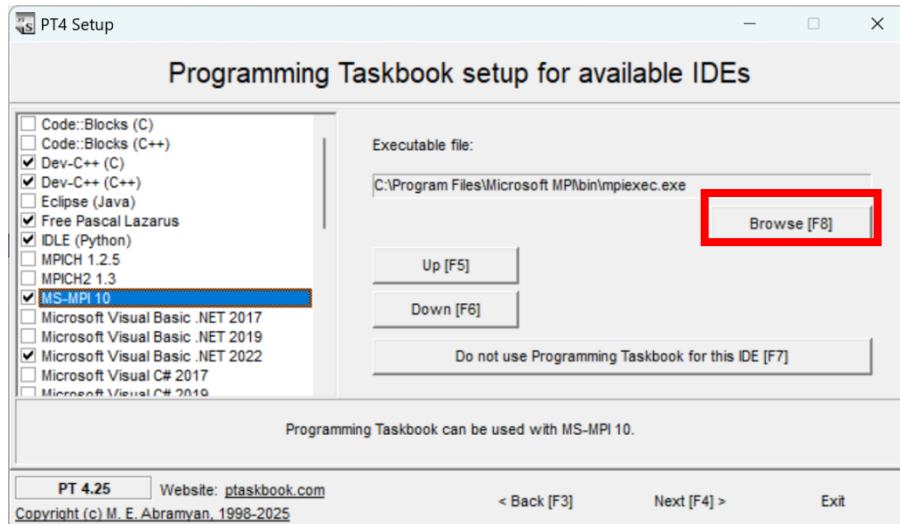 PT4 Setup
Programming Taskbook setup for available IDEs
Code::Blocks (C)
Code::Blocks (C++)
Dev-C++ (C)
Dev-C++ (C++)
Eclipse (Java)
Free Pascal Lazarus
IDLE (Python)
MPICH 1.2.5
MPICH2 1.3
MS-MPI 10
Microsoft Visual Basic .NET 2017
Microsoft Visual Basic .NET 2019
Microsoft Visual Basic .NET 2022
Microsoft Visual C# 2017
Microsoft Visual C# 2019
Executable file:
C:\Program Files\Microsoft MPI\bin\mpiexec.exe
Browse [F8]
Up [F5]
Down [F6]
Do not use Programming Taskbook for this IDE [F7]
Programming Taskbook can be used with MS-MPI 10.
PT 4.25
Website: ptaskbook.com
Copyright (c) M. E. Abramyan, 1998-2025
< Back [F3]
Next [F4] >
Exit